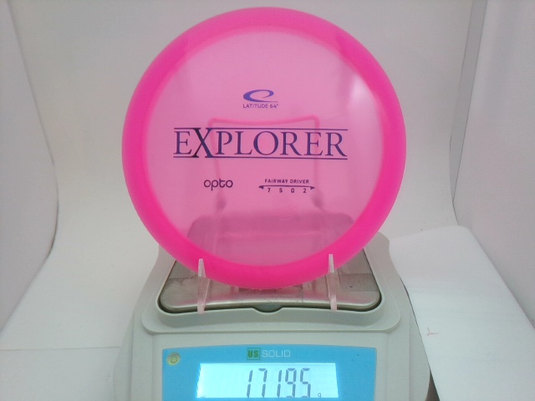 LATITUDE 64°
EXPLORER
opto
FAIRWAY DRIVER
7 5 0 2
U.S. SOLID
171.95 g